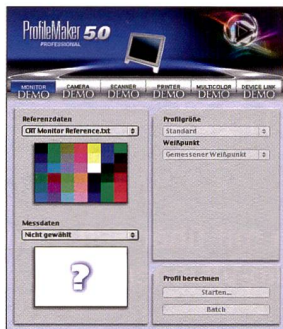 ProfileMaker 5.0
PROFESSIONAL
MONITOR DEMO
CAMERA DEMO
SCANNER DEMO
PRINTER DEMO
MULTICOLOR DEMO
DEVICE LINK DEMO
Referenzdaten
CRT Monitor Reference.txt
Messdaten
Nicht gewählt
?
Profilgröße
Standard
Weißpunkt
Gemessener Weißpunkt
Profil berechnen
Starten...
Batch